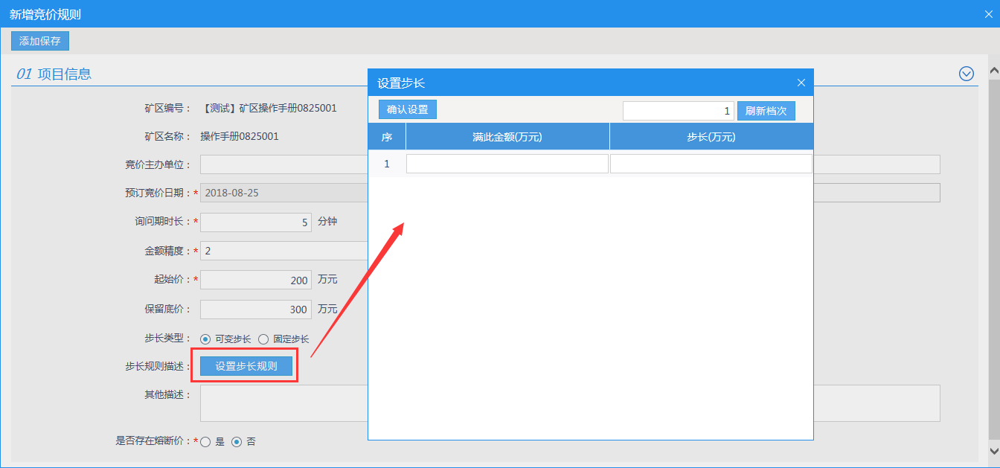 新增竞价规则
添加保存
01 项目信息
矿区编号： 【测试】矿区操作手册0825001
矿区名称： 操作手册0825001
竞价主办单位：
预订竞价日期：* 2018-08-25
询问期时长：* 5 分钟
金额精度：* 2
起始价：* 200 万元
保留底价： 300 万元
步长类型： 可变步长 固定步长
步长规则描述： 设置步长规则
其他描述：
是否存在熔断价：* 是 否
设置步长
确认设置 1 刷新档次
序 满此金额(万元) 步长(万元)
1